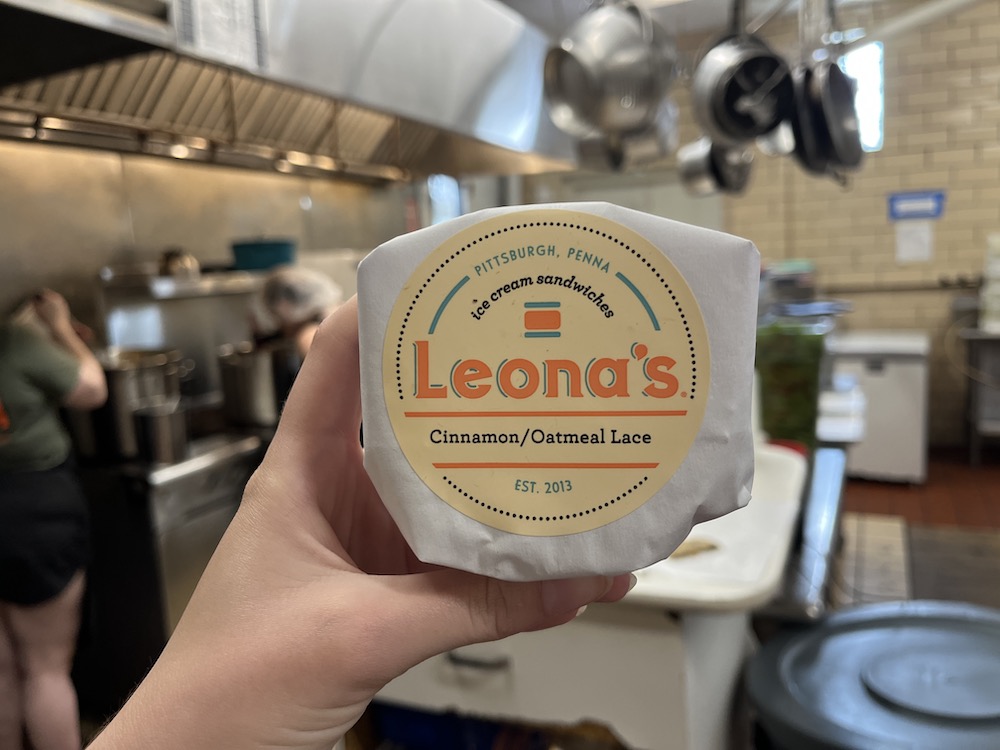 PITTSBURGH, PENNA
ice cream sandwiches
Leona's.
Cinnamon/Oatmeal Lace
EST. 2013